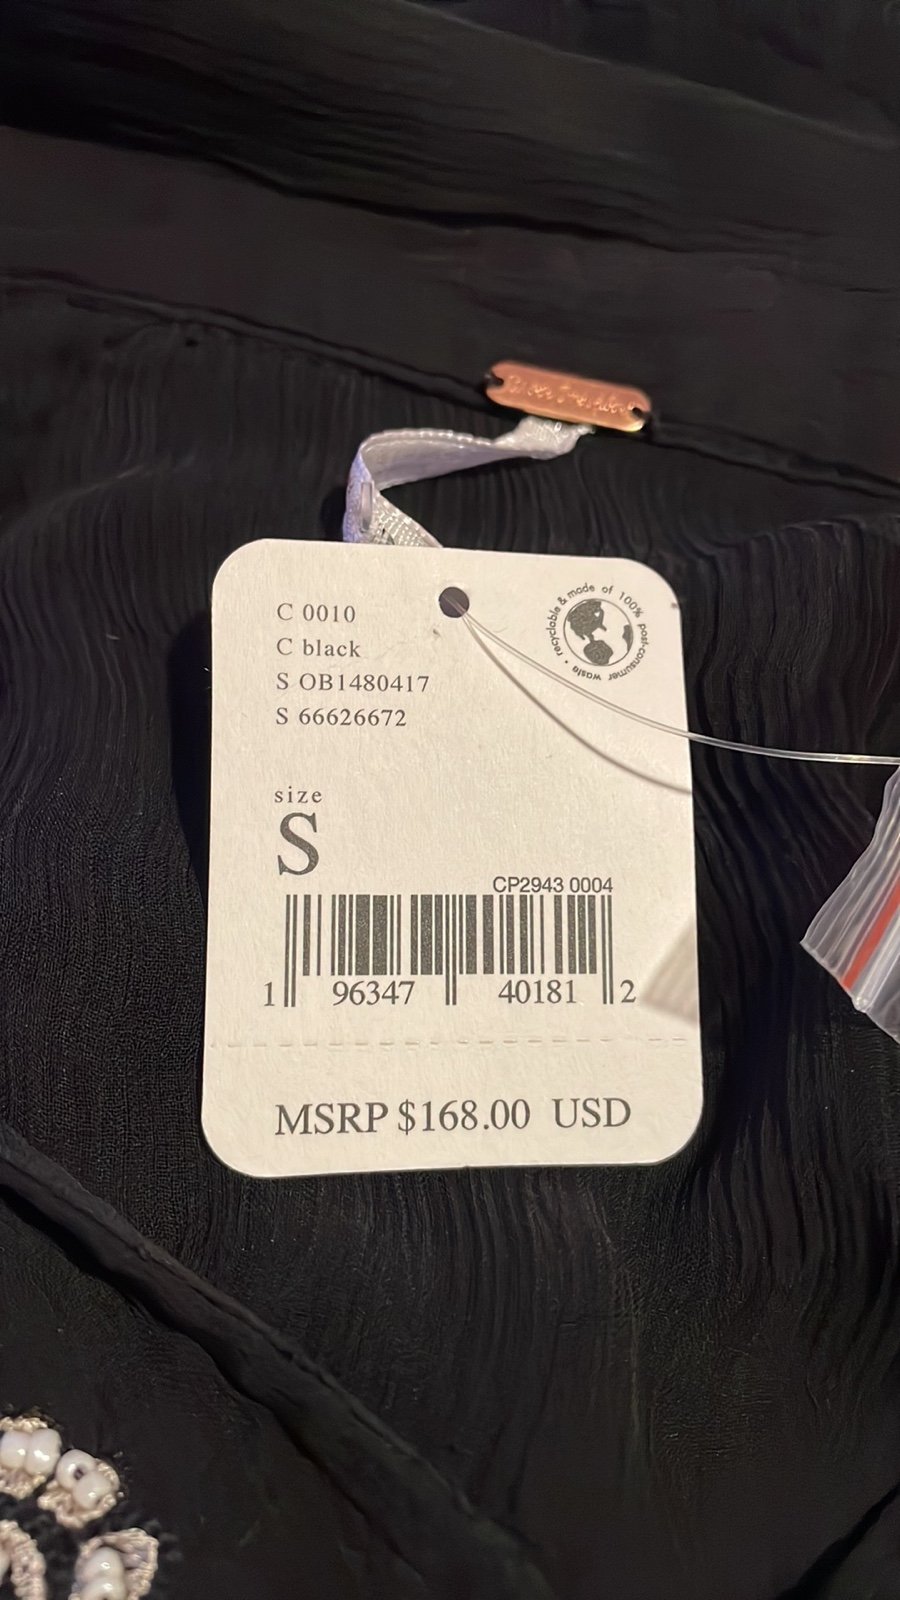 C 0010
C black
S OB1480417
S 66626672
recyclable & made of 100% post-consumer waste •
size
S
CP2943 0004
1 96347 40181 2
MSRP $168.00 USD